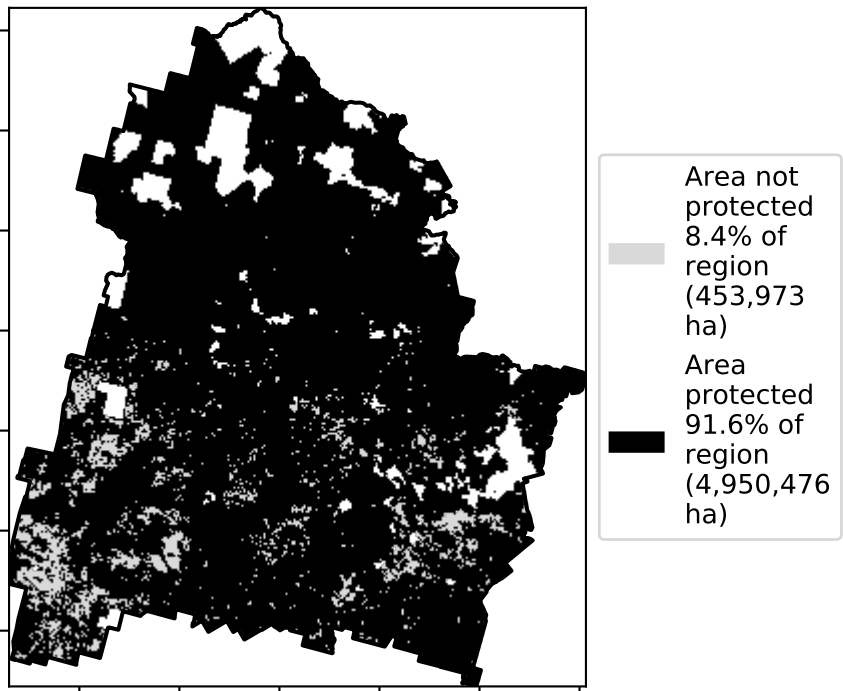 Area not
protected
8.4% of
region
(453,973
ha)
Area
protected
91.6% of
region
(4,950,476
ha)